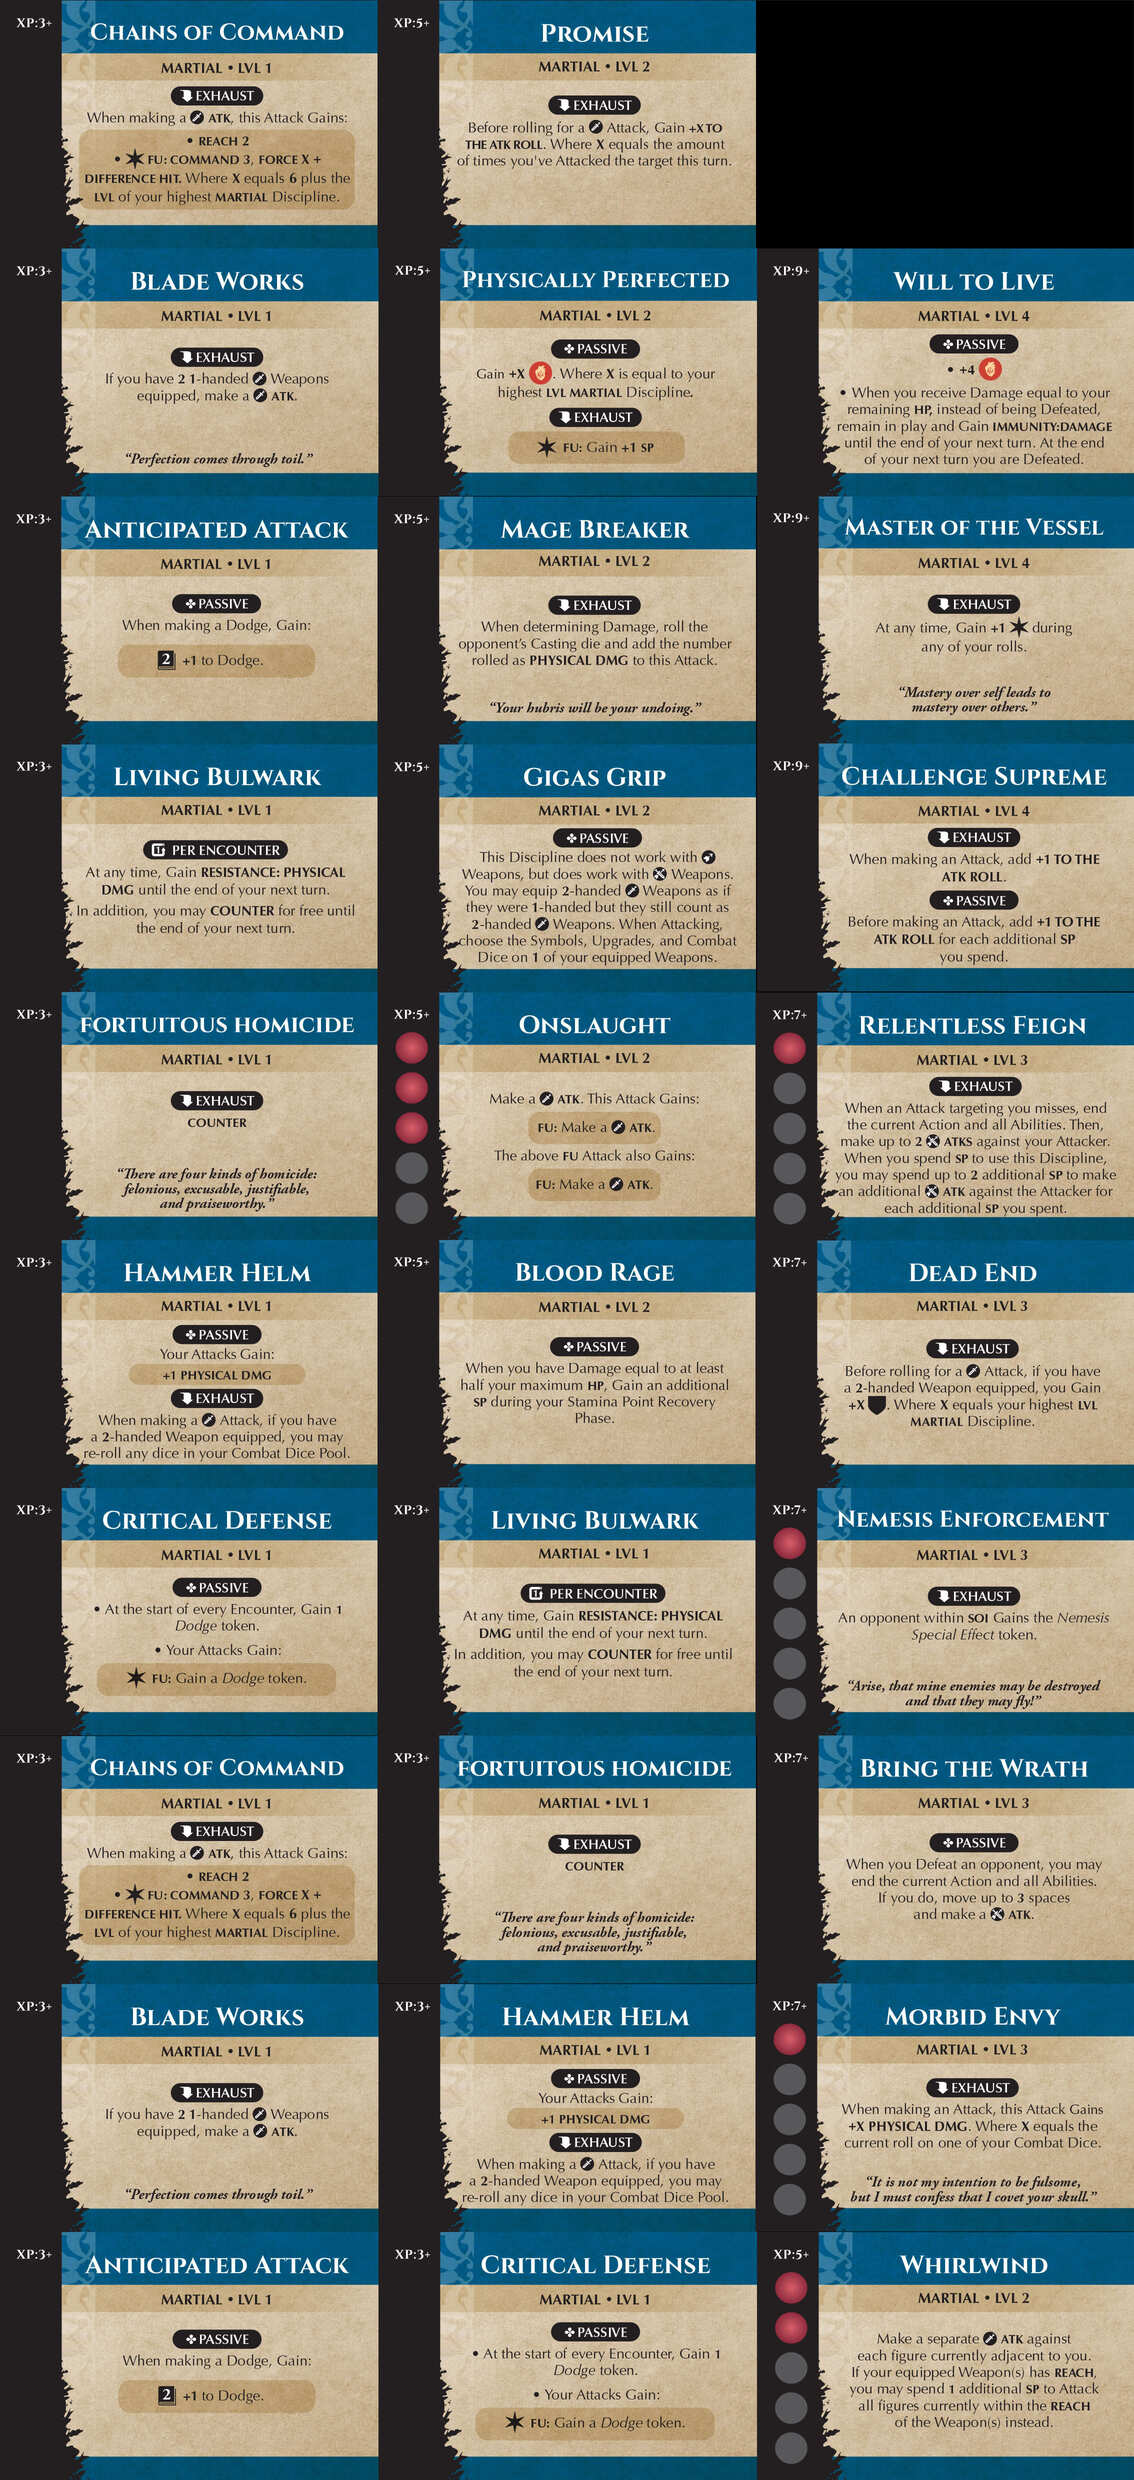 XP:3+
CHAINS OF COMMAND
MARTIAL • LVL 1
EXHAUST
When making a ATK, this Attack Gains:
• REACH 2
• FU: COMMAND 3, FORCE X +
DIFFERENCE HIT. Where X equals 6 plus the
LVL of your highest MARTIAL Discipline.
XP:5+
PROMISE
MARTIAL • LVL 2
EXHAUST
Before rolling for a Attack, Gain +X TO
THE ATK ROLL. Where X equals the amount
of times you've Attacked the target this turn.
XP:3+
BLADE WORKS
MARTIAL • LVL 1
EXHAUST
If you have 2 1-handed Weapons
equipped, make a ATK.
“Perfection comes through toil.”
XP:5+
PHYSICALLY PERFECTED
MARTIAL • LVL 2
PASSIVE
Gain +X . Where X is equal to your
highest LVL MARTIAL Discipline.
EXHAUST
FU: Gain +1 SP
XP:9+
WILL TO LIVE
MARTIAL • LVL 4
PASSIVE
• +4
• When you receive Damage equal to your
remaining HP, instead of being Defeated,
remain in play and Gain IMMUNITY:DAMAGE
until the end of your next turn. At the end
of your next turn you are Defeated.
XP:3+
ANTICIPATED ATTACK
MARTIAL • LVL 1
PASSIVE
When making a Dodge, Gain:
2 +1 to Dodge.
XP:5+
MAGE BREAKER
MARTIAL • LVL 2
EXHAUST
When determining Damage, roll the
opponent's Casting die and add the number
rolled as PHYSICAL DMG to this Attack.
“Your hubris will be your undoing.”
XP:9+
MASTER OF THE VESSEL
MARTIAL • LVL 4
EXHAUST
At any time, Gain +1 during
any of your rolls.
“Mastery over self leads to
mastery over others.”
XP:3+
LIVING BULWARK
MARTIAL • LVL 1
PER ENCOUNTER
At any time, Gain RESISTANCE: PHYSICAL
DMG until the end of your next turn.
In addition, you may COUNTER for free until
the end of your next turn.
XP:5+
GIGAS GRIP
MARTIAL • LVL 2
PASSIVE
This Discipline does not work with
Weapons, but does work with Weapons.
You may equip 2-handed Weapons as if
they were 1-handed but they still count as
2-handed Weapons. When Attacking,
choose the Symbols, Upgrades, and Combat
Dice on 1 of your equipped Weapons.
XP:9+
CHALLENGE SUPREME
MARTIAL • LVL 4
EXHAUST
When making an Attack, add +1 TO THE
ATK ROLL.
PASSIVE
Before making an Attack, add +1 TO THE
ATK ROLL for each additional SP
you spend.
XP:3+
FORTUITOUS HOMICIDE
MARTIAL • LVL 1
EXHAUST
COUNTER
“There are four kinds of homicide:
felonious, excusable, justifiable,
and praiseworthy.”
XP:5+
ONSLAUGHT
MARTIAL • LVL 2
Make a ATK. This Attack Gains:
FU: Make a ATK.
The above FU Attack also Gains:
FU: Make a ATK.
XP:7+
RELENTLESS FEIGN
MARTIAL • LVL 3
EXHAUST
When an Attack targeting you misses, end
the current Action and all Abilities. Then,
make up to 2 ATKS against your Attacker.
When you spend SP to use this Discipline,
you may spend up to 2 additional SP to make
an additional ATK against the Attacker for
each additional SP you spent.
XP:3+
HAMMER HELM
MARTIAL • LVL 1
PASSIVE
Your Attacks Gain:
+1 PHYSICAL DMG
EXHAUST
When making a Attack, if you have
a 2-handed Weapon equipped, you may
re-roll any dice in your Combat Dice Pool.
XP:5+
BLOOD RAGE
MARTIAL • LVL 2
PASSIVE
When you have Damage equal to at least
half your maximum HP, Gain an additional
SP during your Stamina Point Recovery
Phase.
XP:7+
DEAD END
MARTIAL • LVL 3
EXHAUST
Before rolling for a Attack, if you have
a 2-handed Weapon equipped, you Gain
+X . Where X equals your highest LVL
MARTIAL Discipline.
XP:3+
CRITICAL DEFENSE
MARTIAL • LVL 1
PASSIVE
• At the start of every Encounter, Gain 1
Dodge token.
• Your Attacks Gain:
FU: Gain a Dodge token.
XP:3+
LIVING BULWARK
MARTIAL • LVL 1
PER ENCOUNTER
At any time, Gain RESISTANCE: PHYSICAL
DMG until the end of your next turn.
In addition, you may COUNTER for free until
the end of your next turn.
XP:7+
NEMESIS ENFORCEMENT
MARTIAL • LVL 3
EXHAUST
An opponent within SOI Gains the Nemesis
Special Effect token.
“Arise, that mine enemies may be destroyed
and that they may fly!”
XP:3+
CHAINS OF COMMAND
MARTIAL • LVL 1
EXHAUST
When making a ATK, this Attack Gains:
• REACH 2
• FU: COMMAND 3, FORCE X +
DIFFERENCE HIT. Where X equals 6 plus the
LVL of your highest MARTIAL Discipline.
XP:3+
FORTUITOUS HOMICIDE
MARTIAL • LVL 1
EXHAUST
COUNTER
“There are four kinds of homicide:
felonious, excusable, justifiable,
and praiseworthy.”
XP:7+
BRING THE WRATH
MARTIAL • LVL 3
PASSIVE
When you Defeat an opponent, you may
end the current Action and all Abilities.
If you do, move up to 3 spaces
and make a ATK.
XP:3+
BLADE WORKS
MARTIAL • LVL 1
EXHAUST
If you have 2 1-handed Weapons
equipped, make a ATK.
“Perfection comes through toil.”
XP:3+
HAMMER HELM
MARTIAL • LVL 1
PASSIVE
Your Attacks Gain:
+1 PHYSICAL DMG
EXHAUST
When making a Attack, if you have
a 2-handed Weapon equipped, you may
re-roll any dice in your Combat Dice Pool.
XP:7+
MORBID ENVY
MARTIAL • LVL 3
EXHAUST
When making an Attack, this Attack Gains
+X PHYSICAL DMG. Where X equals the
current roll on one of your Combat Dice.
“It is not my intention to be fulsome,
but I must confess that I covet your skull.”
XP:3+
ANTICIPATED ATTACK
MARTIAL • LVL 1
PASSIVE
When making a Dodge, Gain:
2 +1 to Dodge.
XP:3+
CRITICAL DEFENSE
MARTIAL • LVL 1
PASSIVE
• At the start of every Encounter, Gain 1
Dodge token.
• Your Attacks Gain:
FU: Gain a Dodge token.
XP:5+
WHIRLWIND
MARTIAL • LVL 2
Make a separate ATK against
each figure currently adjacent to you.
If your equipped Weapon(s) has REACH,
you may spend 1 additional SP to Attack
all figures currently within the REACH
of the Weapon(s) instead.